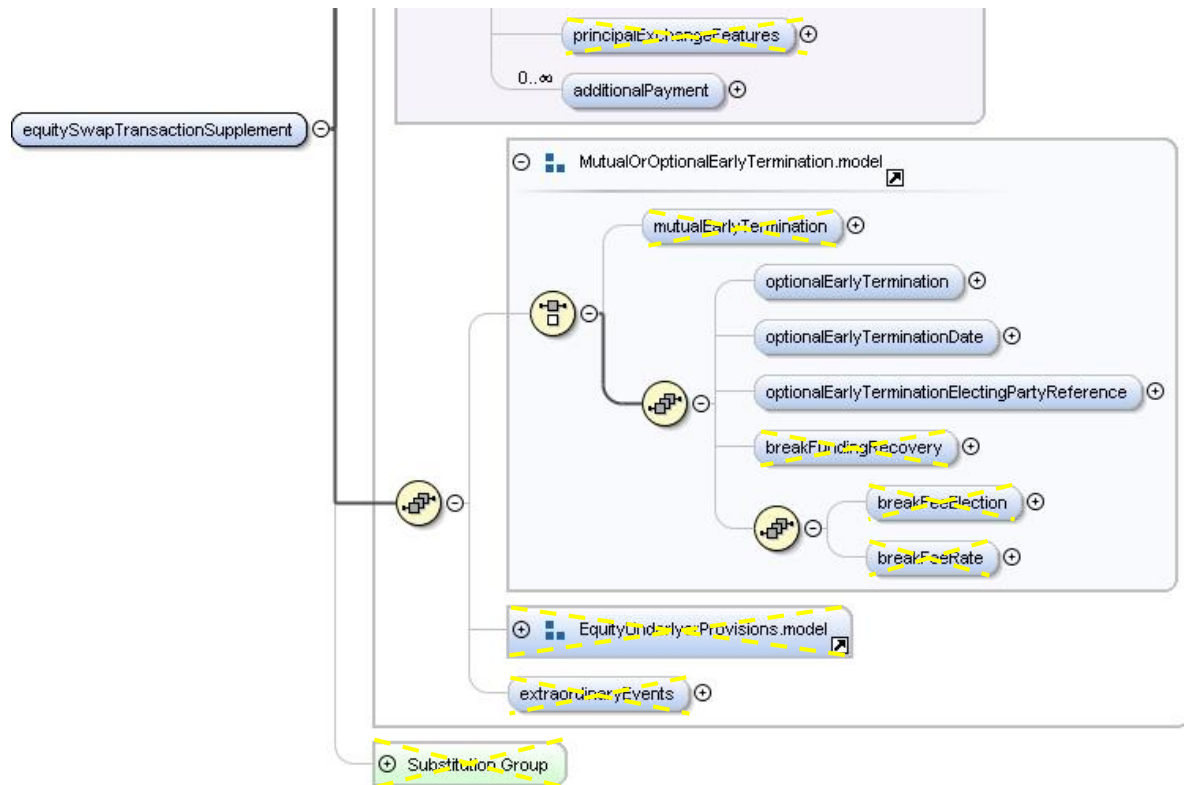 principalExchangeFeatures
0..∞
additionalPayment
equitySwapTransactionSupplement
MutualOrOptionalEarlyTermination.model
mutualEarlyTermination
optionalEarlyTermination
optionalEarlyTerminationDate
optionalEarlyTerminationElectingPartyReference
breakFundingRecovery
breakFeeElection
breakFeeRate
EquityUnderlyerProvisions.model
extraordinaryEvents
Substitution Group